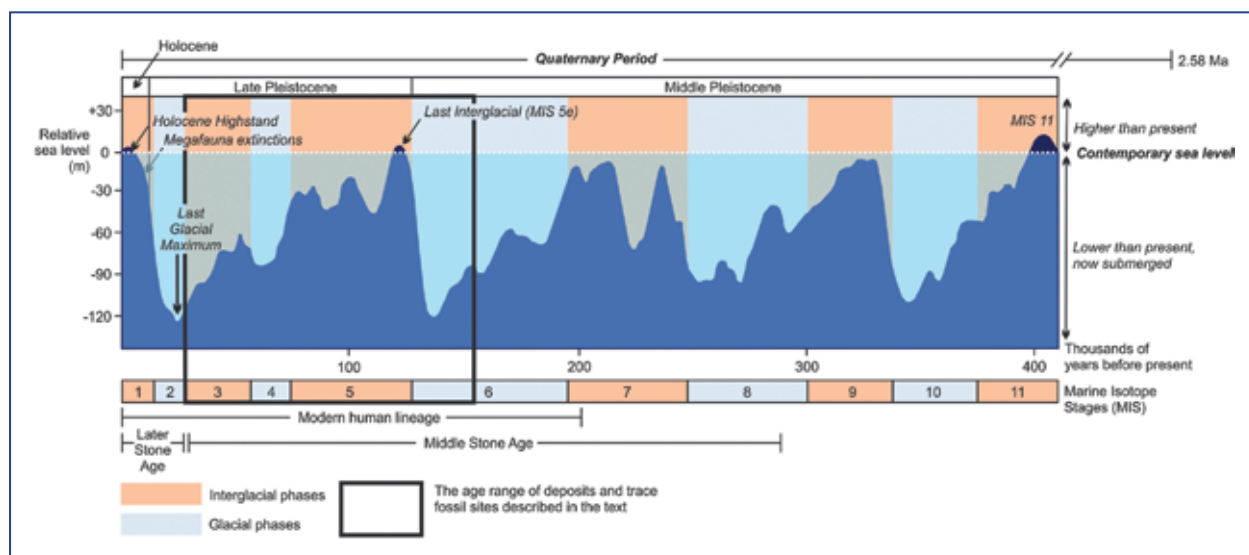 Holocene
Quaternary Period
2.58 Ma
Late Pleistocene
Middle Pleistocene
+30
Holocene Highstand
Last Interglacial (MIS 5e)
MIS 11
Higher than present
Megafauna extinctions
Relative
sea level
(m)
0
Contemporary sea level
-30
Last
Glacial
Maximum
-60
Lower than present,
now submerged
-90
-120
100
200
300
400
Thousands of
years before present
1
2
3
4
5
6
7
8
9
10
11
Marine Isotope
Stages (MIS)
Modern human lineage
Later
Stone
Age
Middle Stone Age
Interglacial phases
Glacial phases
The age range of deposits and trace
fossil sites described in the text